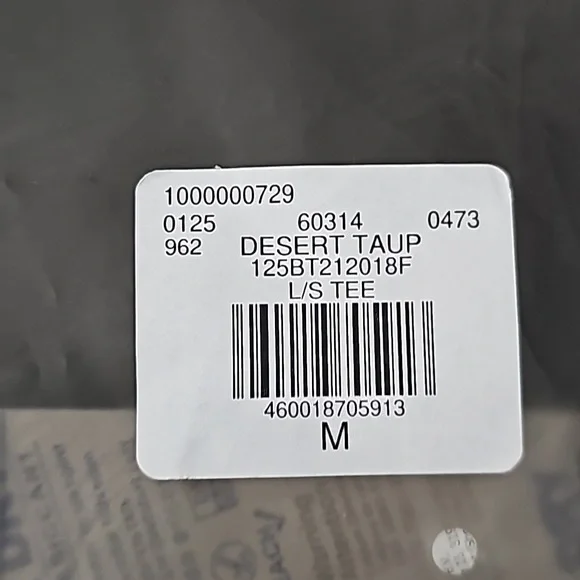 1000000729
0125 60314 0473
962 DESERT TAUP
125BT212018F
L/S TEE
460018705913
M